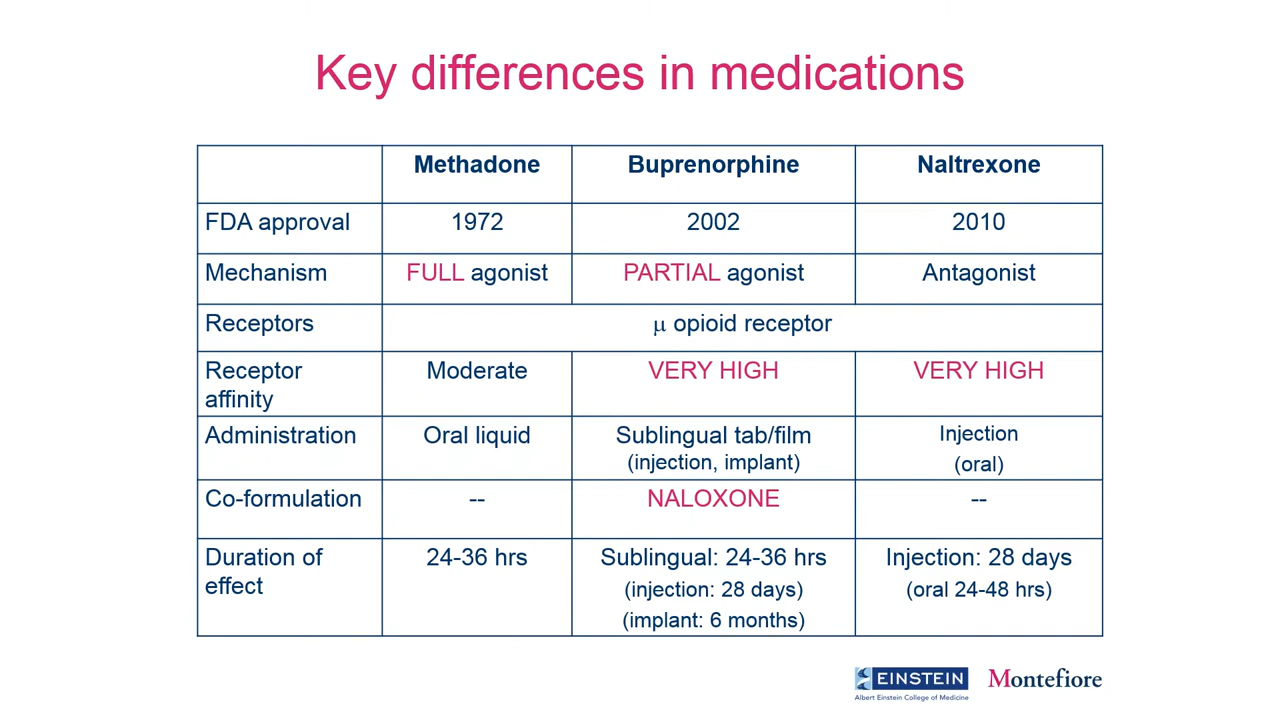 Key differences in medications
Methadone Buprenorphine Naltrexone
FDA approval 1972 2002 2010
Mechanism FULL agonist PARTIAL agonist Antagonist
Receptors μ opioid receptor
Receptor affinity Moderate VERY HIGH VERY HIGH
Administration Oral liquid Sublingual tab/film Injection
(injection, implant) (oral)
Co-formulation -- NALOXONE --
Duration of effect 24-36 hrs Sublingual: 24-36 hrs Injection: 28 days
(injection: 28 days) (oral 24-48 hrs)
(implant: 6 months)
EINSTEIN Montefiore
Albert Einstein College of Medicine